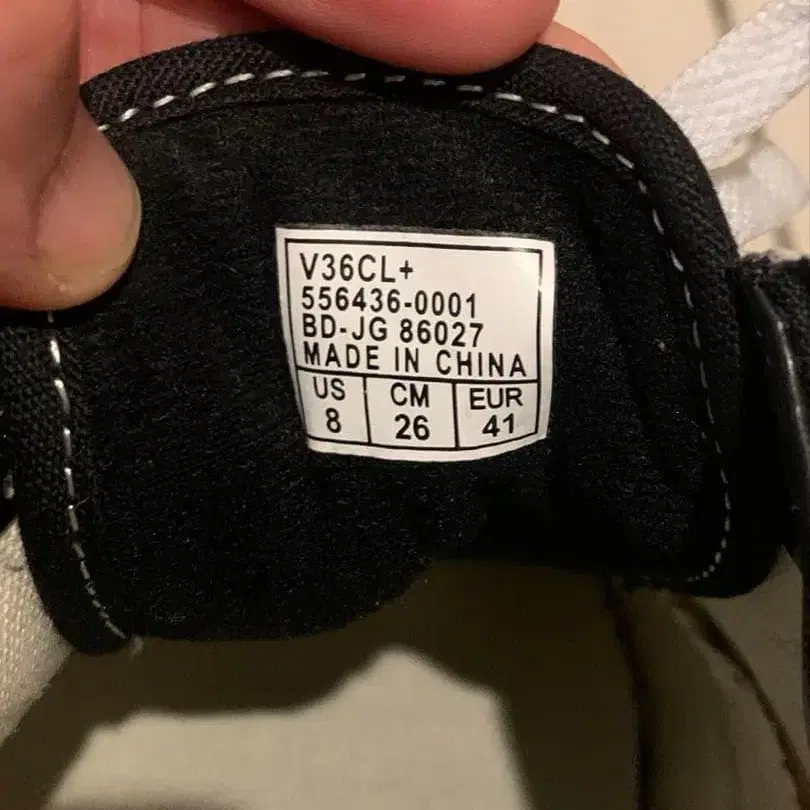 V36CL+
556436-0001
BD-JG 86027
MADE IN CHINA
US CM EUR
8 26 41